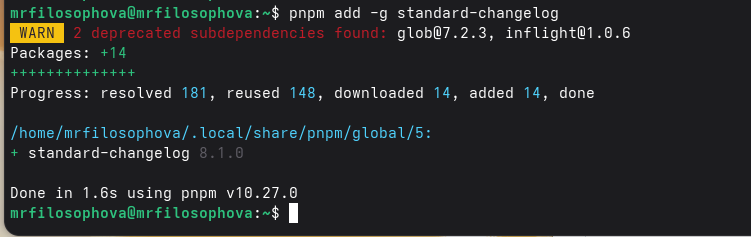 mrfilosophova@mrfilosophova:~$ pnpm add -g standard-changelog
WARN 2 deprecated subdependencies found: glob@7.2.3, inflight@1.0.6
Packages: +14
++++++++++++++
Progress: resolved 181, reused 148, downloaded 14, added 14, done
/home/mrfilosophova/.local/share/pnpm/global/5:
+ standard-changelog 8.1.0
Done in 1.6s using pnpm v10.27.0
mrfilosophova@mrfilosophova:~$